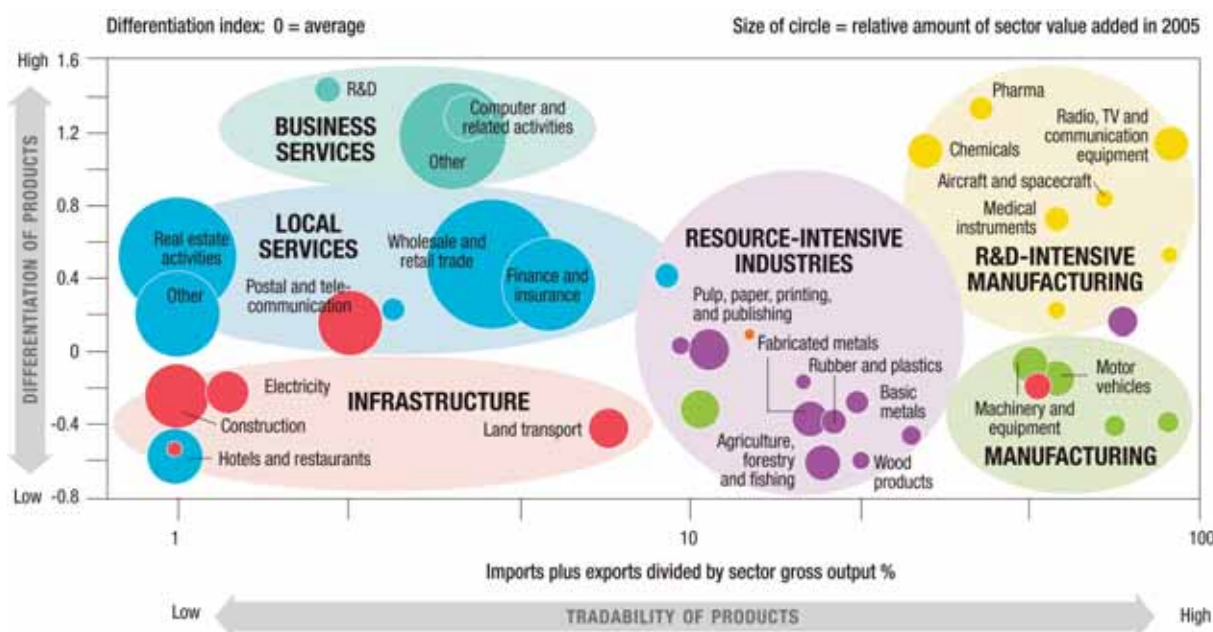 Differentiation index: 0 = average
Size of circle = relative amount of sector value added in 2005
High
1.6
1.2
0.8
0.4
0
-0.4
-0.8
Low
DIFFERENTIATION OF PRODUCTS
R&D
BUSINESS
SERVICES
Computer and
related activities
Other
LOCAL
SERVICES
Real estate
activities
Other
Wholesale and
retail trade
Finance and
insurance
Postal and tele-
communication
INFRASTRUCTURE
Electricity
Construction
Hotels and restaurants
Land transport
RESOURCE-INTENSIVE
INDUSTRIES
Pulp, paper, printing,
and publishing
Fabricated metals
Rubber and plastics
Basic
metals
Agriculture,
forestry
and fishing
Wood
products
Pharma
Radio, TV and
communication
equipment
Chemicals
Aircraft and spacecraft
Medical
instruments
R&D-INTENSIVE
MANUFACTURING
Motor
vehicles
Machinery and
equipment
MANUFACTURING
1
10
100
Imports plus exports divided by sector gross output %
Low
TRADABILITY OF PRODUCTS
High